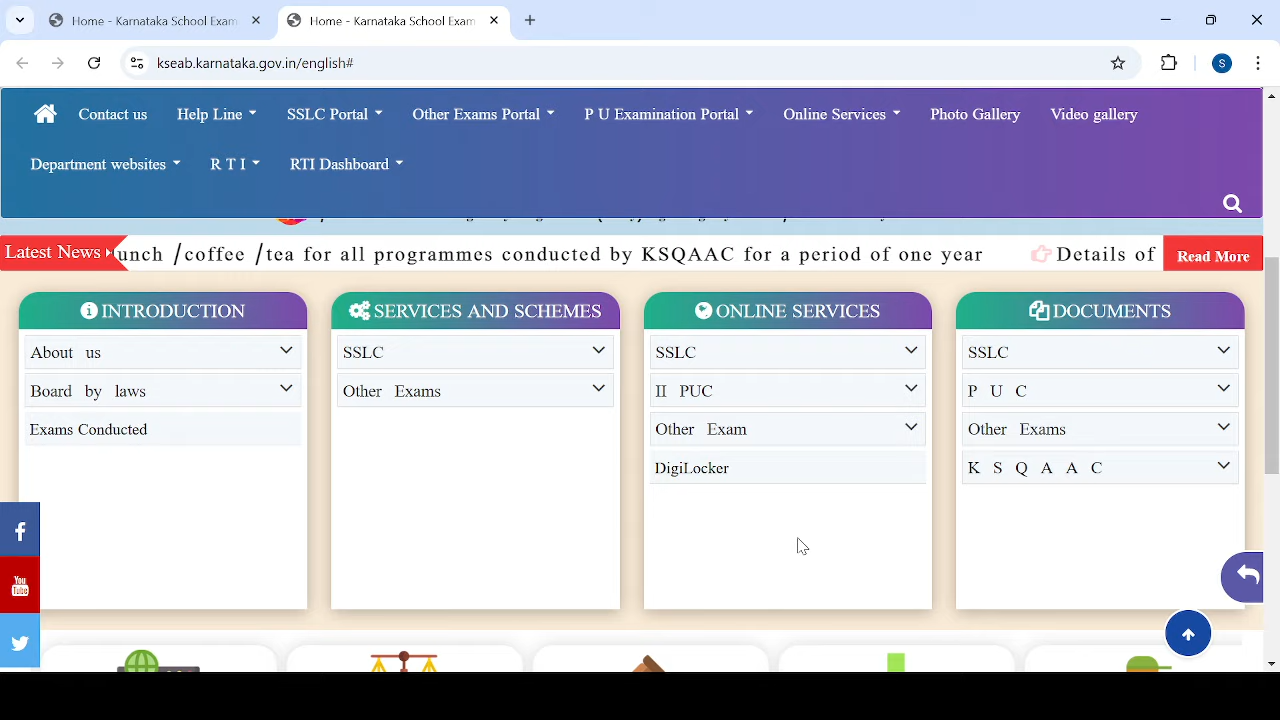 Home - Karnataka School Exam
Home - Karnataka School Exam
kseab.karnataka.gov.in/english#
S
Contact us
Help Line
SSLC Portal
Other Exams Portal
P U Examination Portal
Online Services
Photo Gallery
Video gallery
Department websites
R T I
RTI Dashboard
Latest News
unch /coffee /tea for all programmes conducted by KSQAAC for a period of one year
Details of
Read More
INTRODUCTION
About us
Board by laws
Exams Conducted
SERVICES AND SCHEMES
SSLC
Other Exams
ONLINE SERVICES
SSLC
II PUC
Other Exam
DigiLocker
DOCUMENTS
SSLC
P U C
Other Exams
K S Q A A C
You
Tube